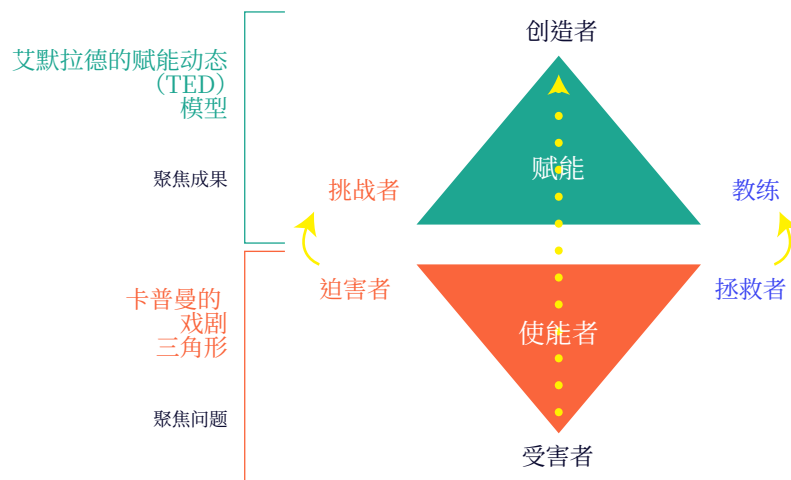 创造者
艾默拉德的赋能动态
（TED）
模型
赋能
聚焦成果
挑战者
教练
迫害者
拯救者
卡普曼的
戏剧
三角形
使能者
聚焦问题
受害者